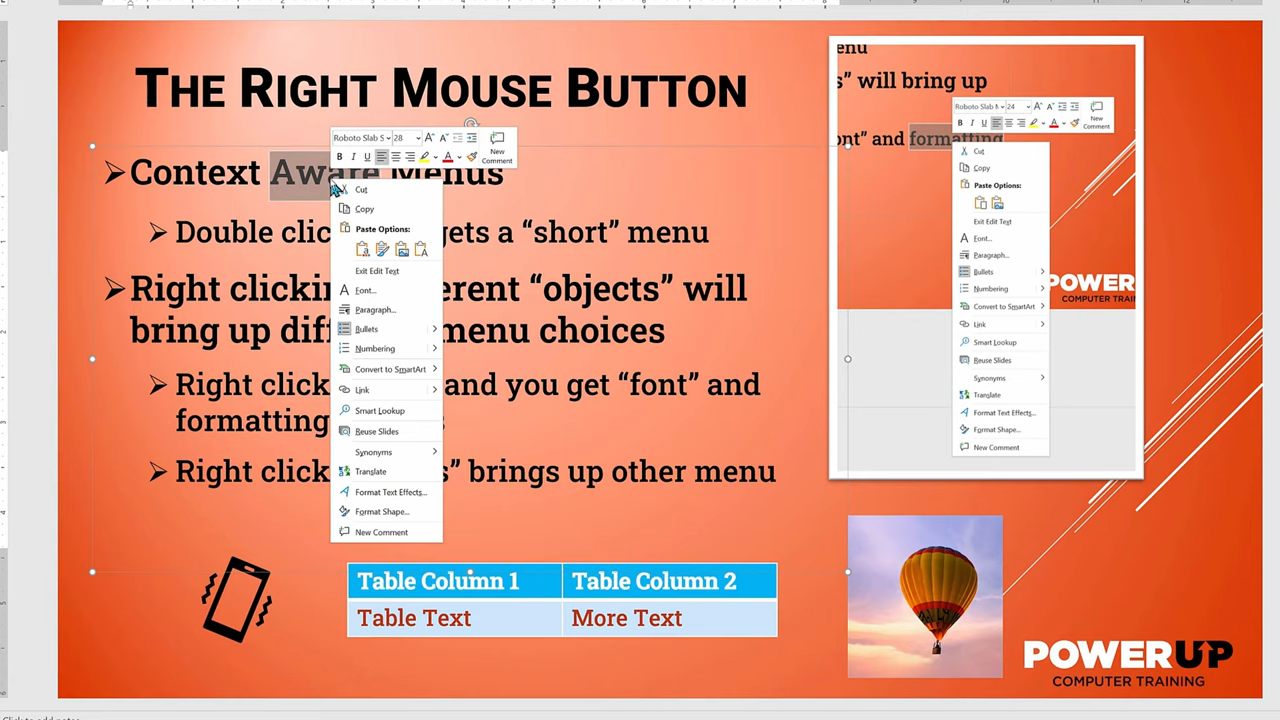 THE RIGHT MOUSE BUTTON
Roboto Slab S 28
New
Comment
B I U
Context Aware Menus
Double clic gets a “short” menu
Right clickin erent “objects” will
bring up diff menu choices
Right click and you get “font” and
formatting
Right click s” brings up other menu
Cut
Copy
Paste Options:
Exit Edit Text
Font...
Paragraph...
Bullets
Numbering
Convert to SmartArt
Link
Smart Lookup
Reuse Slides
Synonyms
Translate
Format Text Effects...
Format Shape...
New Comment
enu
s” will bring up
ont” and formatting
Roboto Slab 24
New
Comment
B I U
Cut
Copy
Paste Options:
Exit Edit Text
Font...
Paragraph...
Bullets
Numbering
Convert to SmartArt
Link
Smart Lookup
Reuse Slides
Synonyms
Translate
Format Text Effects...
Format Shape...
New Comment
POWER
COMPUTER TRAI
Table Column 1 Table Column 2
Table Text More Text
POWERUP
COMPUTER TRAINING
Click to add notes